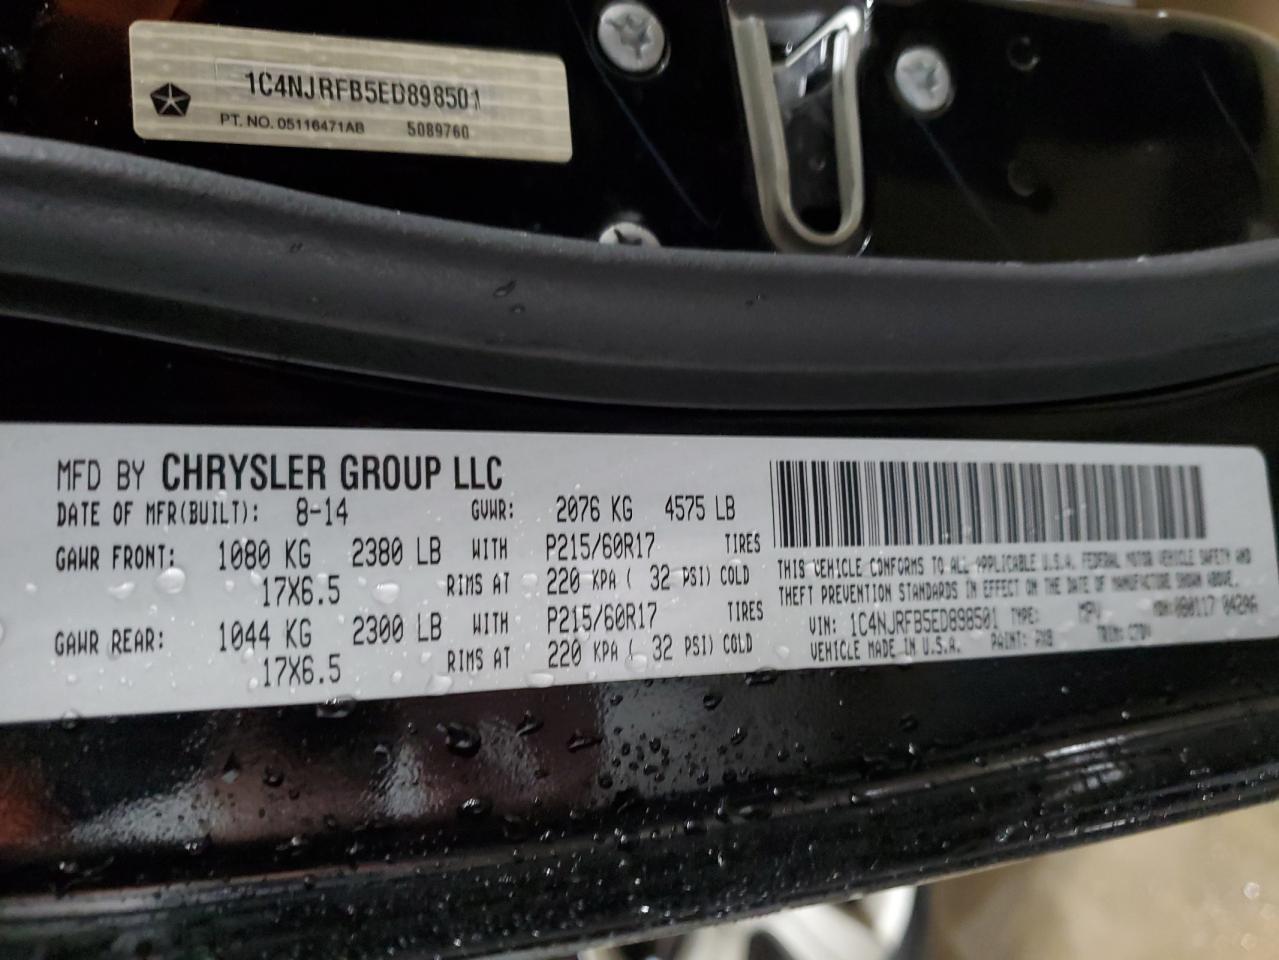 1C4NJRFB5ED898501
PT. NO. 05116471AB 5089760
MFD BY CHRYSLER GROUP LLC
DATE OF MFR(BUILT): 8-14 GVWR: 2076 KG 4575 LB
GAWR FRONT: 1080 KG 2380 LB WITH P215/60R17 TIRES
17X6.5 RIMS AT 220 KPA ( 32 PSI) COLD
GAWR REAR: 1044 KG 2300 LB WITH P215/60R17 TIRES
17X6.5 RIMS AT 220 KPA ( 32 PSI) COLD
THIS VEHICLE CONFORMS TO ALL APPLICABLE U.S.A. FEDERAL MOTOR VEHICLE SAFETY AND
THEFT PREVENTION STANDARDS IN EFFECT ON THE DATE OF MANUFACTURE SHOWN ABOVE.
VIN: 1C4NJRFB5ED898501 TYPE: MPV MDH:
VEHICLE MADE IN U.S.A. PAINT: TRIM: